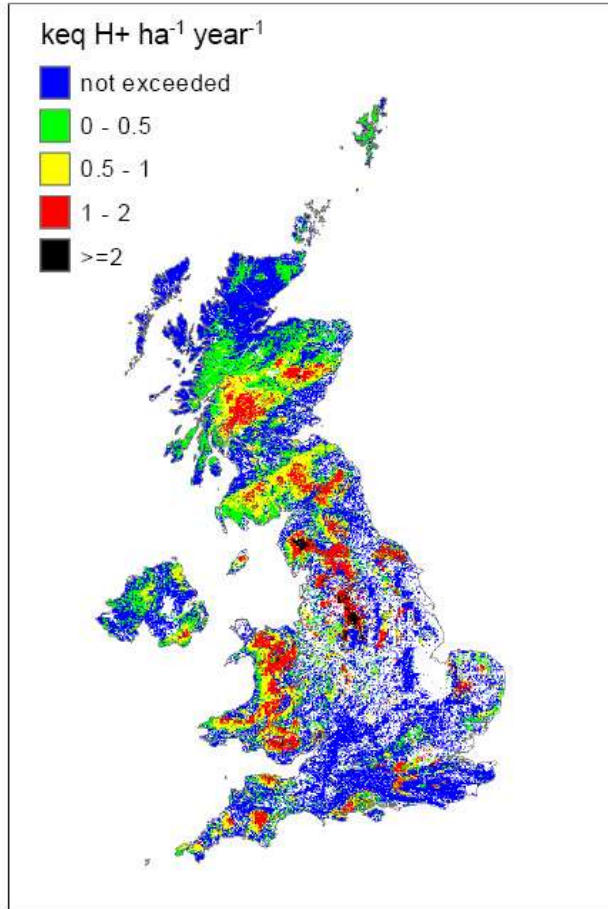 keq H+ ha⁻¹ year⁻¹
not exceeded
0 - 0.5
0.5 - 1
1 - 2
>=2